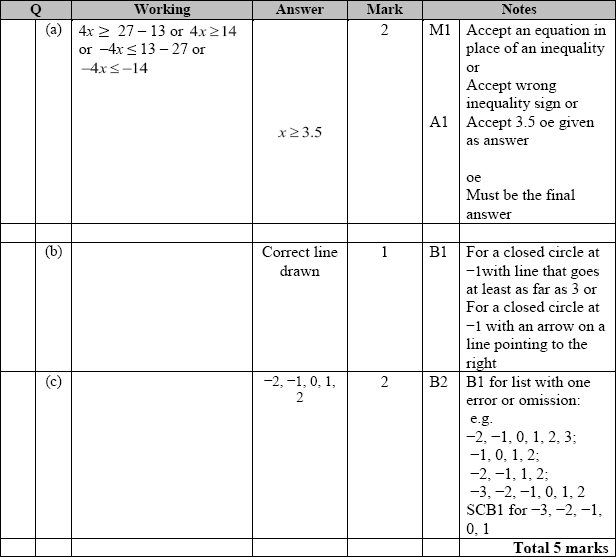 Q Working Answer Mark Notes
(a) 4x ≥ 27 – 13 or 4x ≥ 14
or –4x ≤ 13 – 27 or
–4x ≤ –14
x ≥ 3.5
2
M1 Accept an equation in
place of an inequality
or
Accept wrong
inequality sign or
A1 Accept 3.5 oe given
as answer
oe
Must be the final
answer
(b) Correct line
drawn
1
B1 For a closed circle at
−1with line that goes
at least as far as 3 or
For a closed circle at
−1 with an arrow on a
line pointing to the
right
(c) −2, −1, 0, 1,
2
2
B2 B1 for list with one
error or omission:
e.g.
−2, −1, 0, 1, 2, 3;
−1, 0, 1, 2;
−2, −1, 1, 2;
−3, −2, −1, 0, 1, 2
SCB1 for −3, −2, −1,
0, 1
Total 5 marks